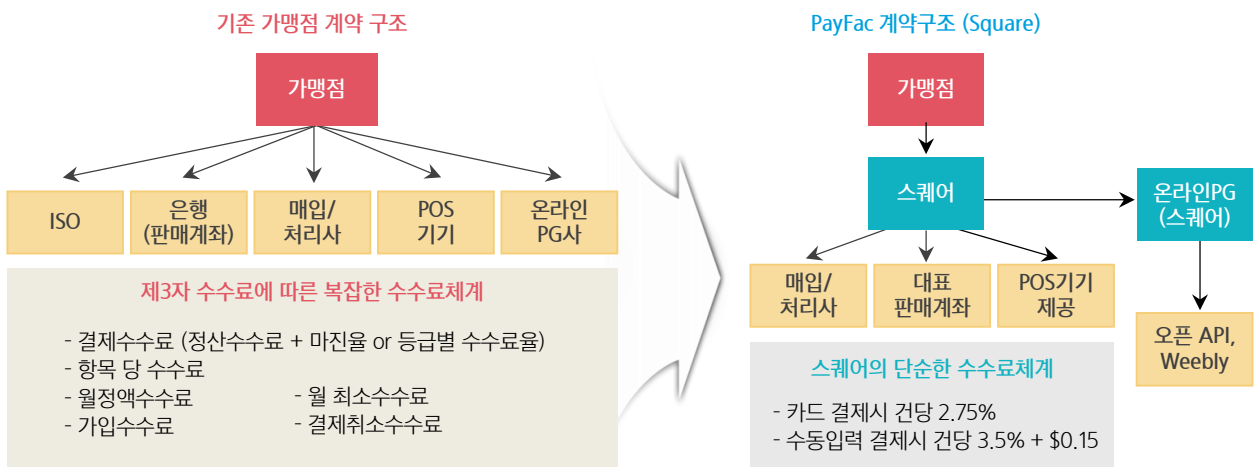 기존 가맹점 계약 구조
가맹점
ISO
은행
(판매계좌)
매입/
처리사
POS
기기
온라인
PG사
제3자 수수료에 따른 복잡한 수수료체계
- 결제수수료 (정산수수료 + 마진율 or 등급별 수수료율)
- 항목 당 수수료
- 월정액수수료
- 월 최소수수료
- 가입수수료
- 결제취소수수료
PayFac 계약구조 (Square)
가맹점
스퀘어
온라인PG
(스퀘어)
매입/
처리사
대표
판매계좌
POS기기
제공
오픈 API,
Weebly
스퀘어의 단순한 수수료체계
- 카드 결제시 건당 2.75%
- 수동입력 결제시 건당 3.5% + $0.15